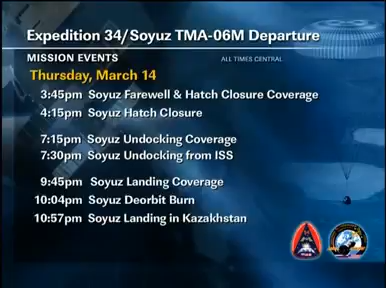 Expedition 34/Soyuz TMA-06M Departure
MISSION EVENTS
ALL TIMES CENTRAL
Thursday, March 14
3:45pm Soyuz Farewell & Hatch Closure Coverage
4:15pm Soyuz Hatch Closure
7:15pm Soyuz Undocking Coverage
7:30pm Soyuz Undocking from ISS
9:45pm Soyuz Landing Coverage
10:04pm Soyuz Deorbit Burn
10:57pm Soyuz Landing in Kazakhstan